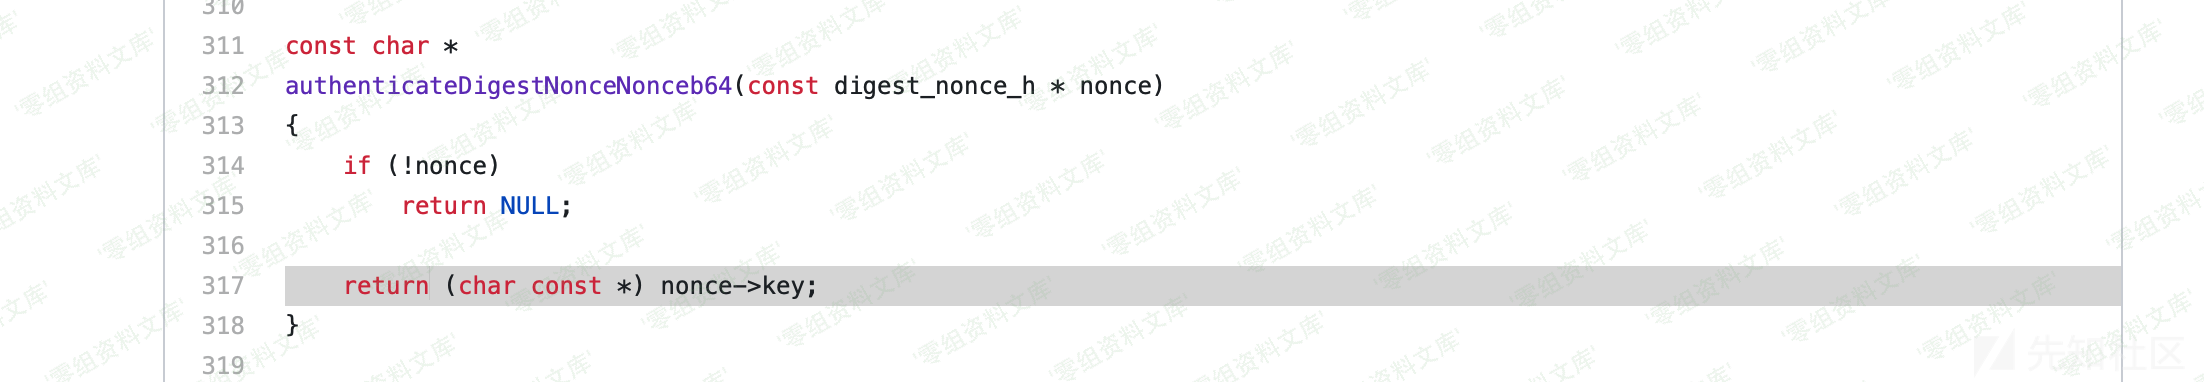 310
311 const char *
312 authenticateDigestNonceNonceb64(const digest_nonce_h * nonce)
313 {
314 if (!nonce)
315 return NULL;
316
317 return (char const *) nonce->key;
318 }
319
零组资料文库
先知社区